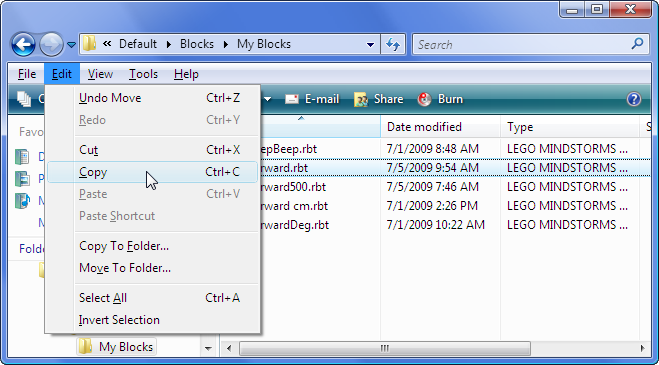 Default ▸ Blocks ▸ My Blocks
Search
File Edit View Tools Help
E-mail Share Burn
Undo Move Ctrl+Z
Redo Ctrl+Y
Cut Ctrl+X
Copy Ctrl+C
Paste Ctrl+V
Paste Shortcut
Copy To Folder...
Move To Folder...
Select All Ctrl+A
Invert Selection
Date modified Type
epBeep.rbt 7/1/2009 8:48 AM LEGO MINDSTORMS ...
rward.rbt 7/5/2009 9:54 AM LEGO MINDSTORMS ...
rward500.rbt 7/5/2009 7:46 AM LEGO MINDSTORMS ...
rward cm.rbt 7/1/2009 2:26 PM LEGO MINDSTORMS ...
rwardDeg.rbt 7/1/2009 10:22 AM LEGO MINDSTORMS ...
Favo
Folde
My Blocks